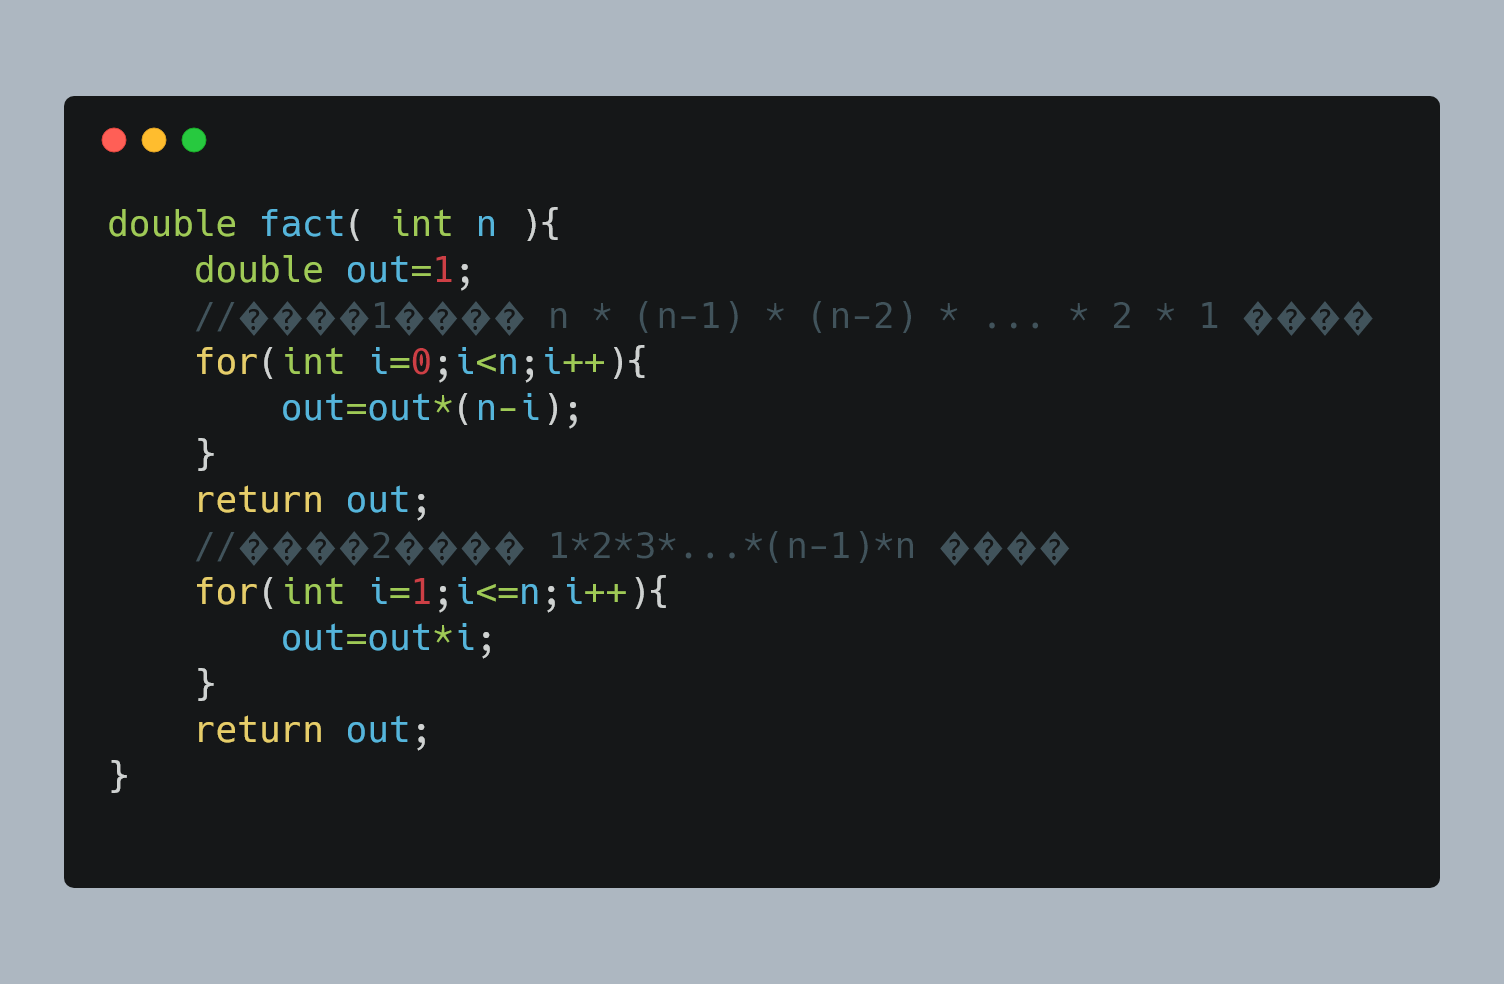 double fact( int n ){
    double out=1;
    //����1���� n * (n-1) * (n-2) * ... * 2 * 1 ����
    for(int i=0;i<n;i++){
        out=out*(n-i);
    }
    return out;
    //����2���� 1*2*3*...*(n-1)*n ����
    for(int i=1;i<=n;i++){
        out=out*i;
    }
    return out;
}